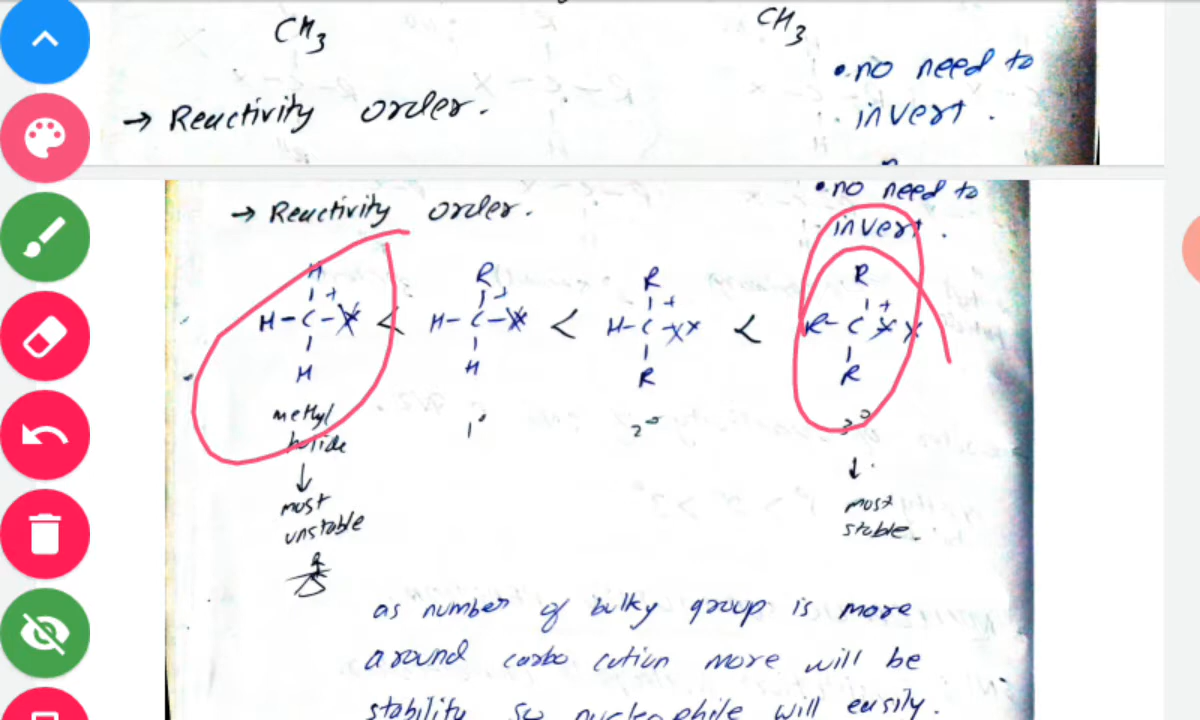 CH3 CH3
• no need to
→ Reactivity order.
invert.
• no need to
→ Reactivity order.
invert.
H R R R
H-C-X < H-C-X < H-C-X < R-C X
H H R R
methyl 1° 2° 3°
halide
↓ ↓
most most
unstable stable.
as number of bulky group is more
around carbo cation more will be
stability so nucleophile will easily.